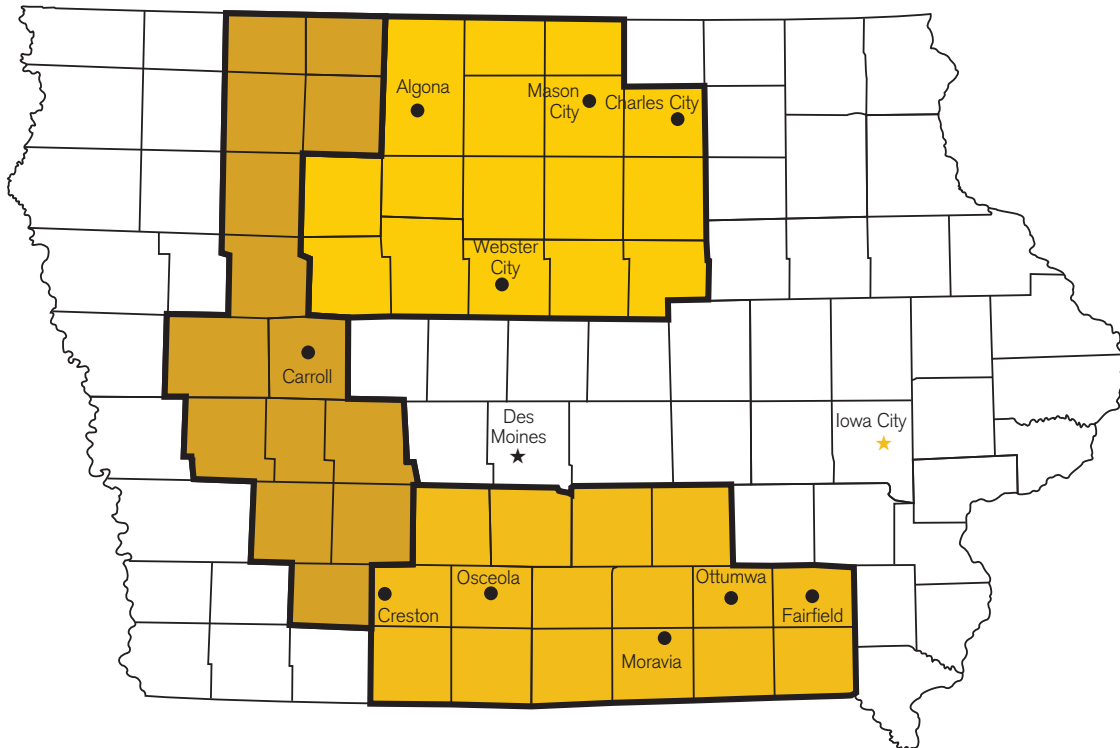 Algona
Mason
City
Charles City
Webster
City
Carroll
Des
Moines
Iowa City
Osceola
Creston
Ottumwa
Fairfield
Moravia